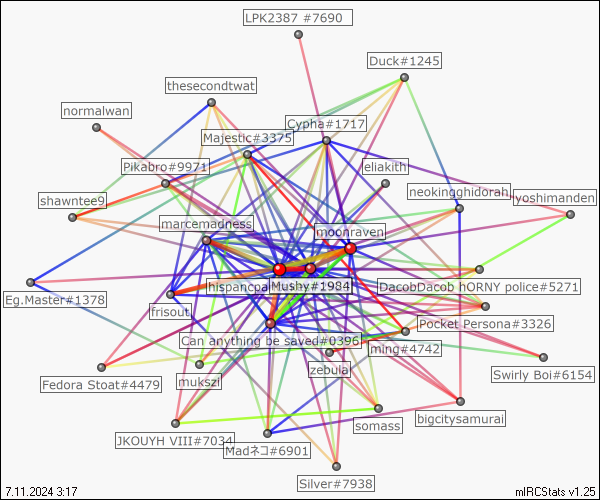 LPK2387 #7690
Duck#1245
thesecondtwat
normalwan
Cypha#1717
Majestic#3375
Pikabro#9971
eliakith
neokingghidorah
yoshimanden
shawntee9
marcemadness
moonraven
hispanicpa
Mushy#1984
DacobDacob hORNY police#5271
Eg.Master#1378
frisout
Pocket Persona#3326
Can anything be saved#0396
ming#4742
zebulai
Swirly Boi#6154
Fedora Stoat#4479
mukszi
somass
bigcitysamurai
JKOUYH VIII#7034
Madネコ#6901
Silver#7938
7.11.2024 3:17
mIRCStats v1.25